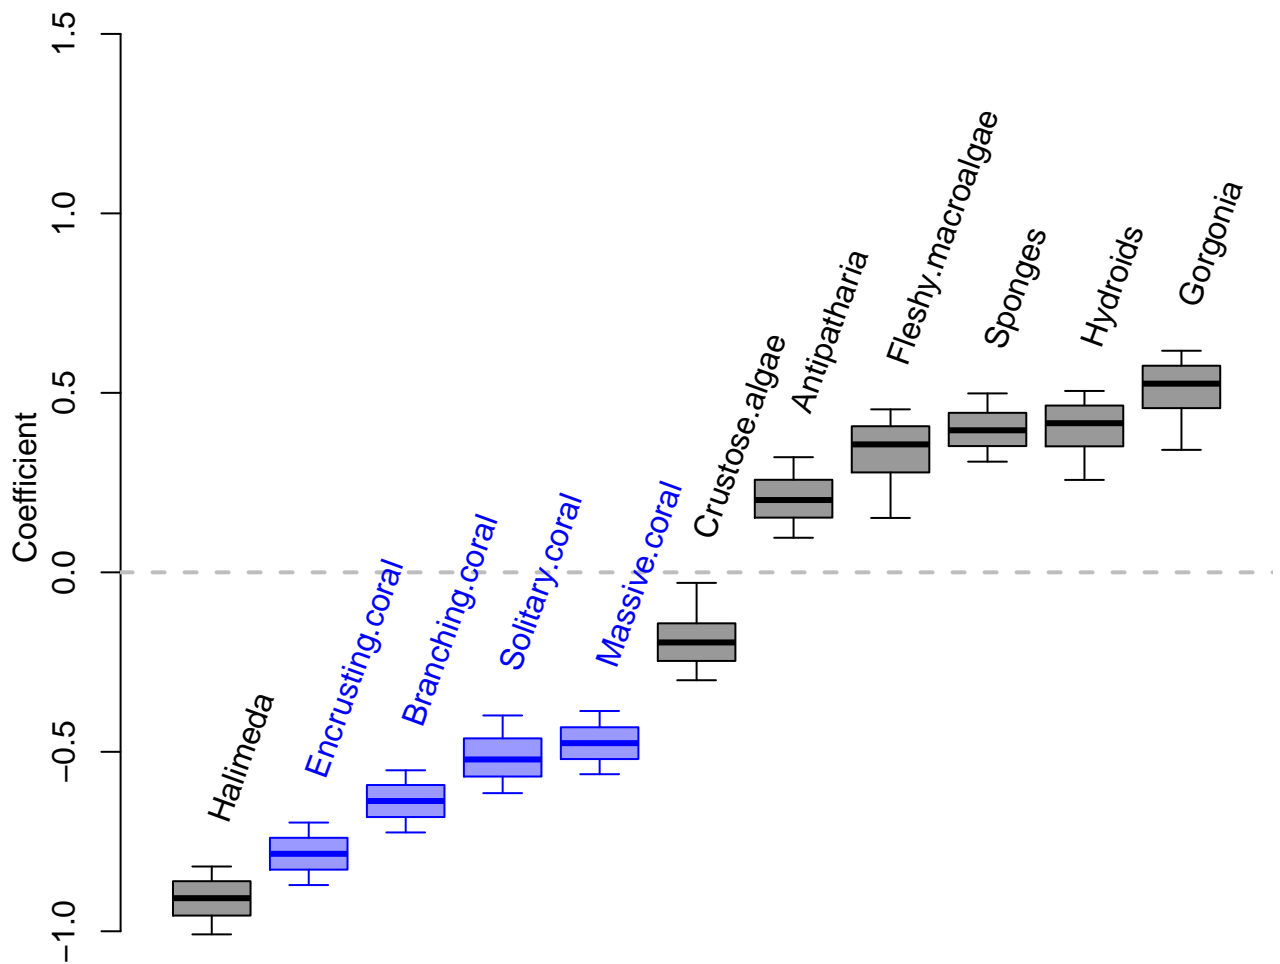 1.5
1.0
0.5
0.0
−0.5
−1.0
Coefficient
Halimeda
Encrusting.coral
Branching.coral
Solitary.coral
Massive.coral
Crustose.algae
Antipatharia
Fleshy.macroalgae
Sponges
Hydroids
Gorgonia